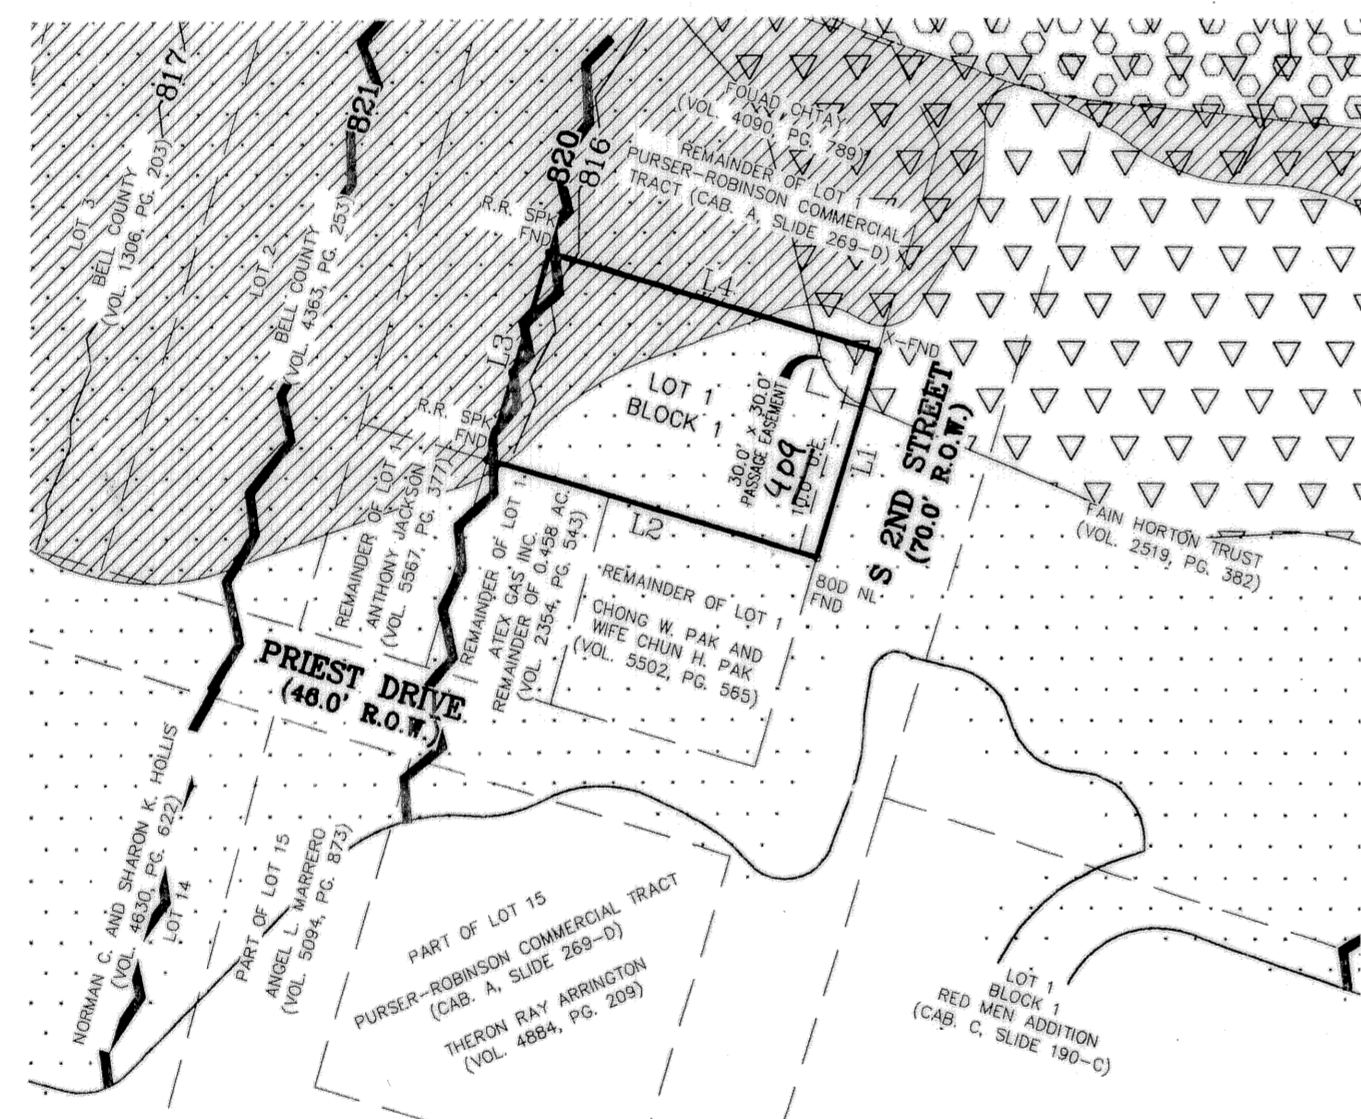 817
821
820
816
LOT 3
BELL COUNTY
(VOL. 1306, PG. 203)
LOT 2
BELL COUNTY
(VOL. 4363, PG. 253)
FOUAD CHTAY
(VOL. 4090, PG. 789)
REMAINDER OF LOT 1
PURSER-ROBINSON COMMERCIAL
TRACT (CAB. A, SLIDE 269-D)
R.R. SPK
FND
L4
L3
X-FND
LOT 1
BLOCK 1
30.0' X 30.0'
PASSAGE EASEMENT
409
10.0' D.E.
L1
S 2ND STREET
(70.0' R.O.W.)
R.R. SPK
FND
L2
80D NL
FND
FAIN HORTON TRUST
(VOL. 2519, PG. 382)
REMAINDER OF LOT 1
ANTHONY JACKSON
(VOL. 5567, PG. 377)
REMAINDER OF LOT 1
ATEX GAS INC.
REMAINDER OF 0.458 AC.
(VOL. 2354, PG. 543)
REMAINDER OF LOT 1
CHONG W. PAK AND
WIFE CHUN H. PAK
(VOL. 5502, PG. 565)
PRIEST DRIVE
(46.0' R.O.W.)
NORMAN C. AND SHARON K. HOLLIS
(VOL. 4630, PG. 622)
LOT 14
PART OF LOT 15
ANGEL L. MARRERO
(VOL. 5094, PG. 873)
PART OF LOT 15
PURSER-ROBINSON COMMERCIAL TRACT
(CAB. A, SLIDE 269-D)
THERON RAY ARRINGTON
(VOL. 4884, PG. 209)
LOT 1
BLOCK 1
RED MEN ADDITION
(CAB. C, SLIDE 190-C)